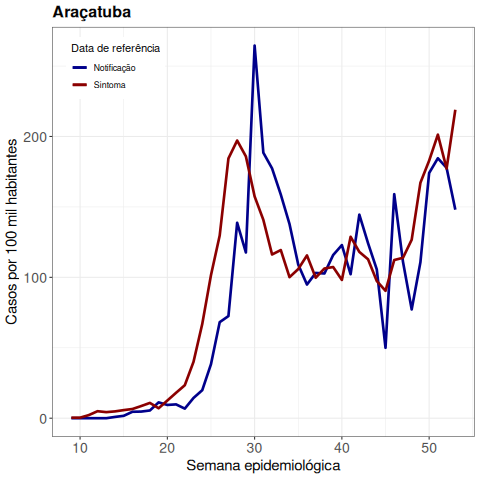 Araçatuba
Data de referência
Notificação
Sintoma
Casos por 100 mil habitantes
200
100
0
10 20 30 40 50
Semana epidemiológica